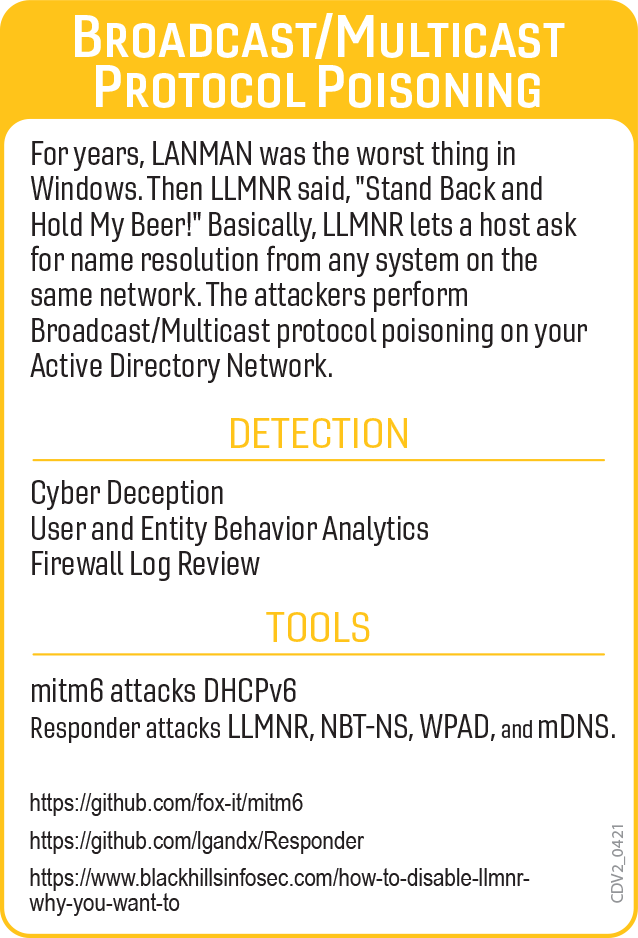 BROADCAST/MULTICAST
PROTOCOL POISONING
For years, LANMAN was the worst thing in
Windows. Then LLMNR said, "Stand Back and
Hold My Beer!" Basically, LLMNR lets a host ask
for name resolution from any system on the
same network. The attackers perform
Broadcast/Multicast protocol poisoning on your
Active Directory Network.
DETECTION
Cyber Deception
User and Entity Behavior Analytics
Firewall Log Review
TOOLS
mitm6 attacks DHCPv6
Responder attacks LLMNR, NBT-NS, WPAD, and mDNS.
https://github.com/fox-it/mitm6
https://github.com/lgandx/Responder
https://www.blackhillsinfosec.com/how-to-disable-llmnr-
why-you-want-to
CDV2_0421